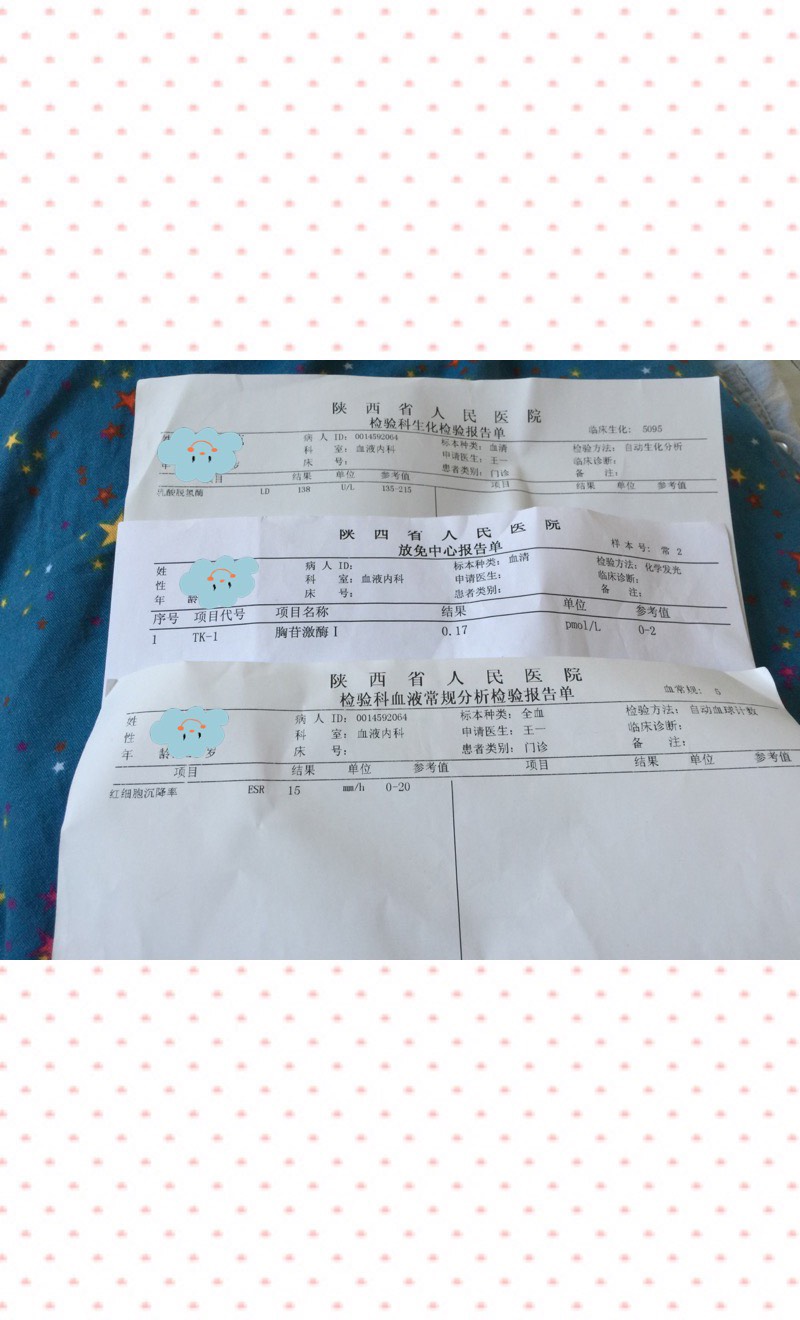 陕西省人民医院
检验科生化检验报告单
临床生化: 5095
病人ID: 0014592064 标本种类: 血清 检验方法: 自动生化分析
科 室: 血液内科 申请医生: 王一 临床诊断:
床 号: 患者类别: 门诊 备 注:
项目 结果 单位 参考值 项目 结果 单位 参考值
乳酸脱氢酶 LD 138 U/L 135-215
陕西省人民医院
放免中心报告单
样本号: 常 2
姓 病人ID: 标本种类: 血清 检验方法: 化学发光
性 科 室: 血液内科 申请医生: 临床诊断:
年 龄 床 号: 患者类别: 备 注:
序号 项目代号 项目名称 结果 单位 参考值
1 TK-1 胸苷激酶I 0.17 pmol/L 0-2
陕西省人民医院
检验科血液常规分析检验报告单
血常规: 5
姓 病人ID: 0014592064 标本种类: 全血 检验方法: 自动血球计数
性 科 室: 血液内科 申请医生: 王一 临床诊断:
年 龄 岁 床 号: 患者类别: 门诊 备 注:
项目 结果 单位 参考值 项目 结果 单位 参考值
红细胞沉降率 ESR 15 mm/h 0-20